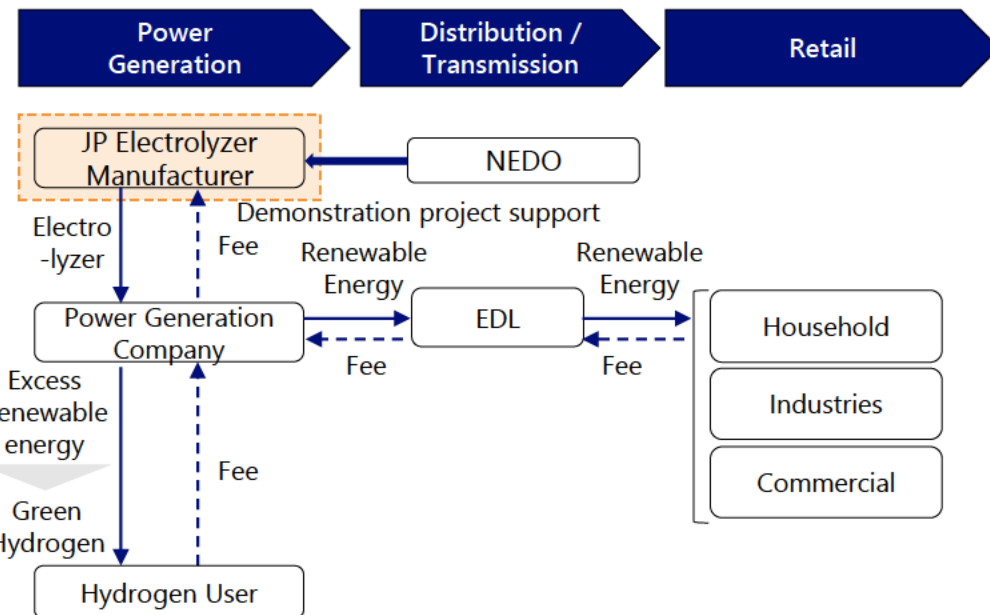 Power
Generation
Distribution /
Transmission
Retail
JP Electrolyzer
Manufacturer
NEDO
Demonstration project support
Electro
-lyzer
Fee
Renewable
Energy
Renewable
Energy
Power Generation
Company
EDL
Household
Fee
Fee
Excess
renewable
energy
Industries
Fee
Commercial
Green
Hydrogen
Hydrogen User